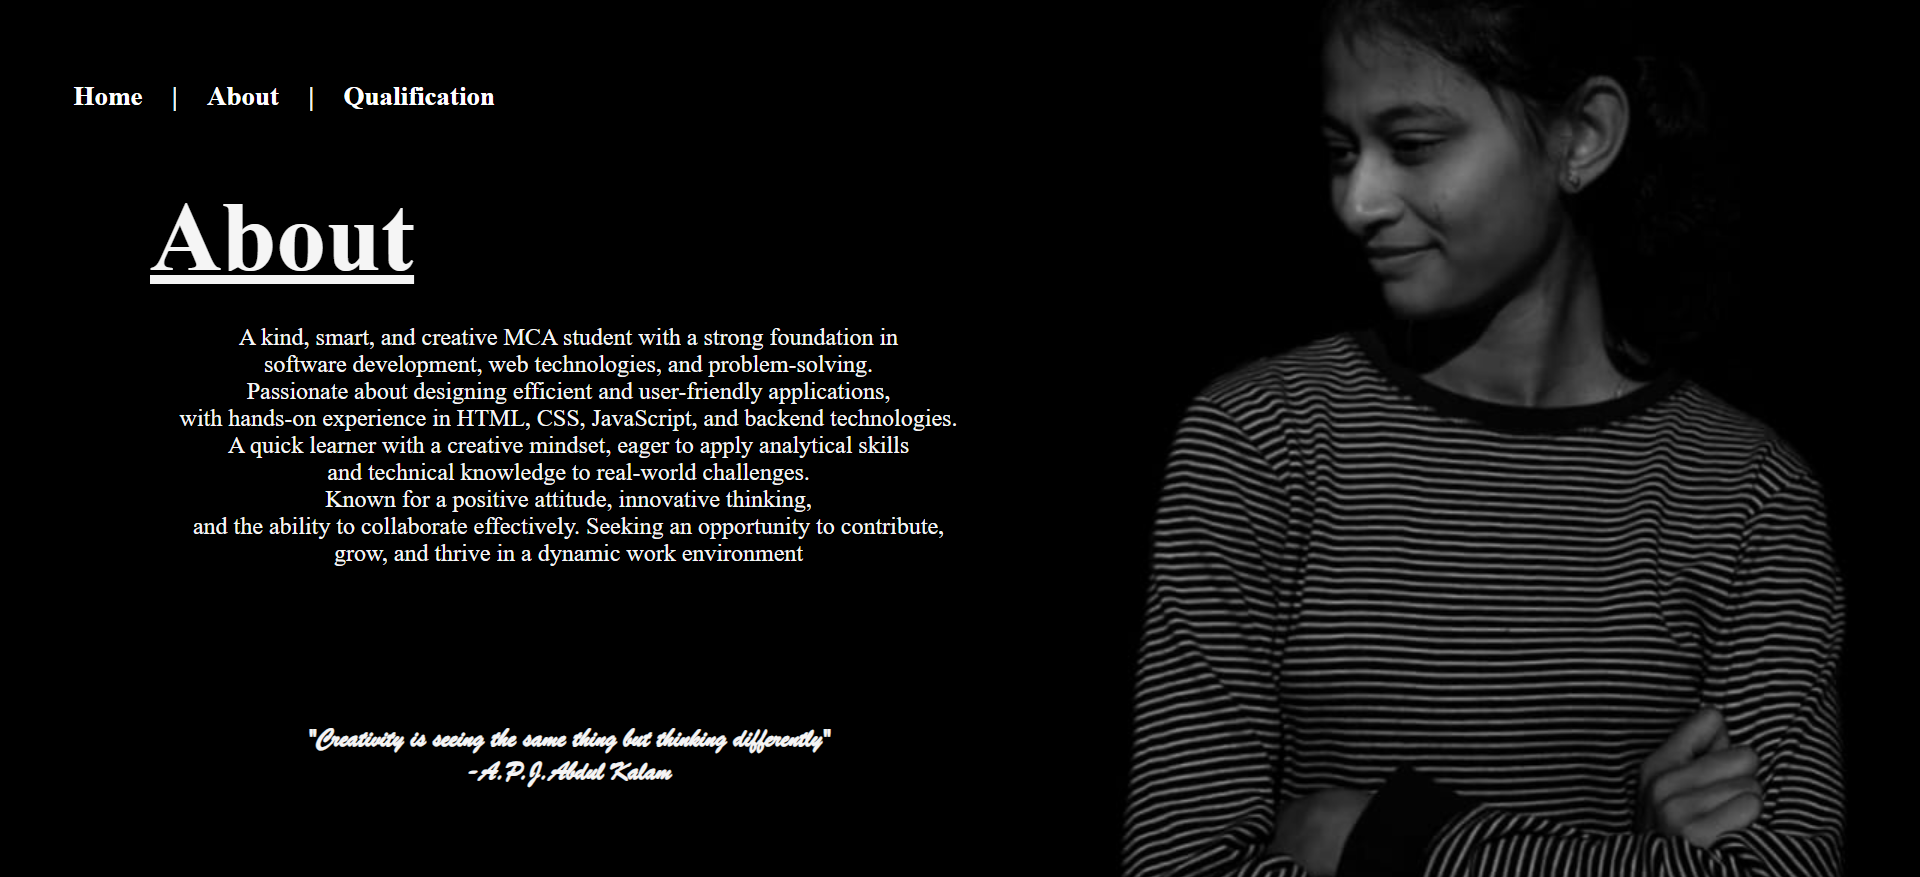 Home | About | Qualification
About
A kind, smart, and creative MCA student with a strong foundation in
software development, web technologies, and problem-solving.
Passionate about designing efficient and user-friendly applications,
with hands-on experience in HTML, CSS, JavaScript, and backend technologies.
A quick learner with a creative mindset, eager to apply analytical skills
and technical knowledge to real-world challenges.
Known for a positive attitude, innovative thinking,
and the ability to collaborate effectively. Seeking an opportunity to contribute,
grow, and thrive in a dynamic work environment
"Creativity is seeing the same thing but thinking differently"
-A.P.J.Abdul Kalam